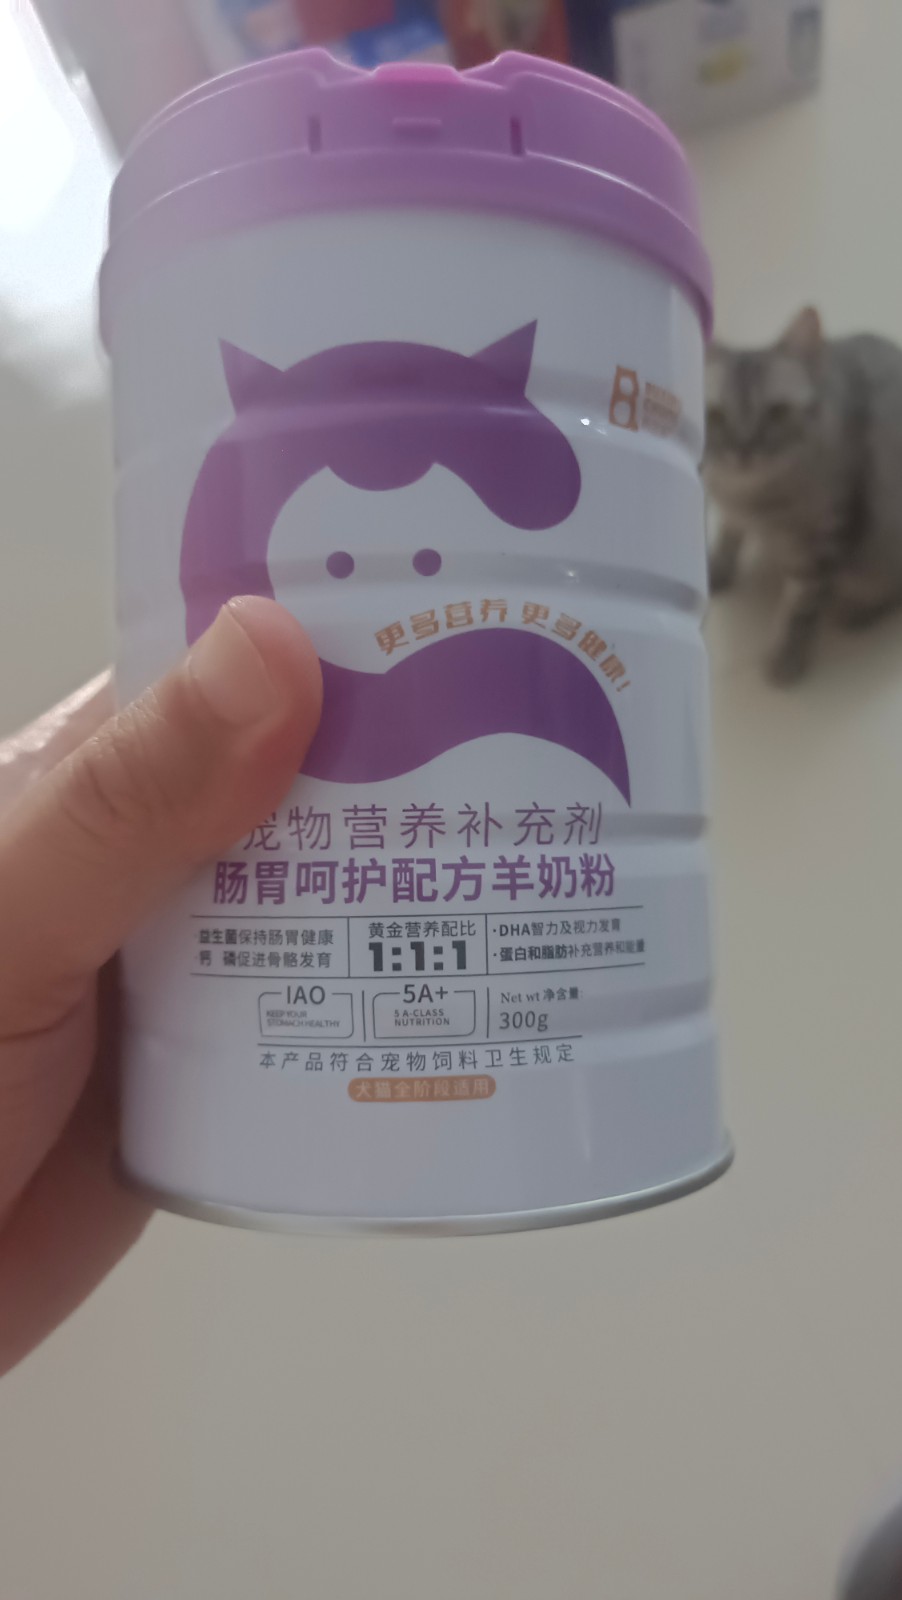 更多营养 更多健康!
宠物营养补充剂
肠胃呵护配方羊奶粉
益生菌保持肠胃健康
·钙 磷促进骨骼发育
黄金营养配比
1:1:1
·DHA智力及视力发育
·蛋白和脂肪补充营养和能量
IAO
KEEP YOUR
STOMACH HEALTHY
5A+
5 A-CLASS
NUTRITION
Net wt 净含量:
300g
本产品符合宠物饲料卫生规定
犬猫全阶段适用